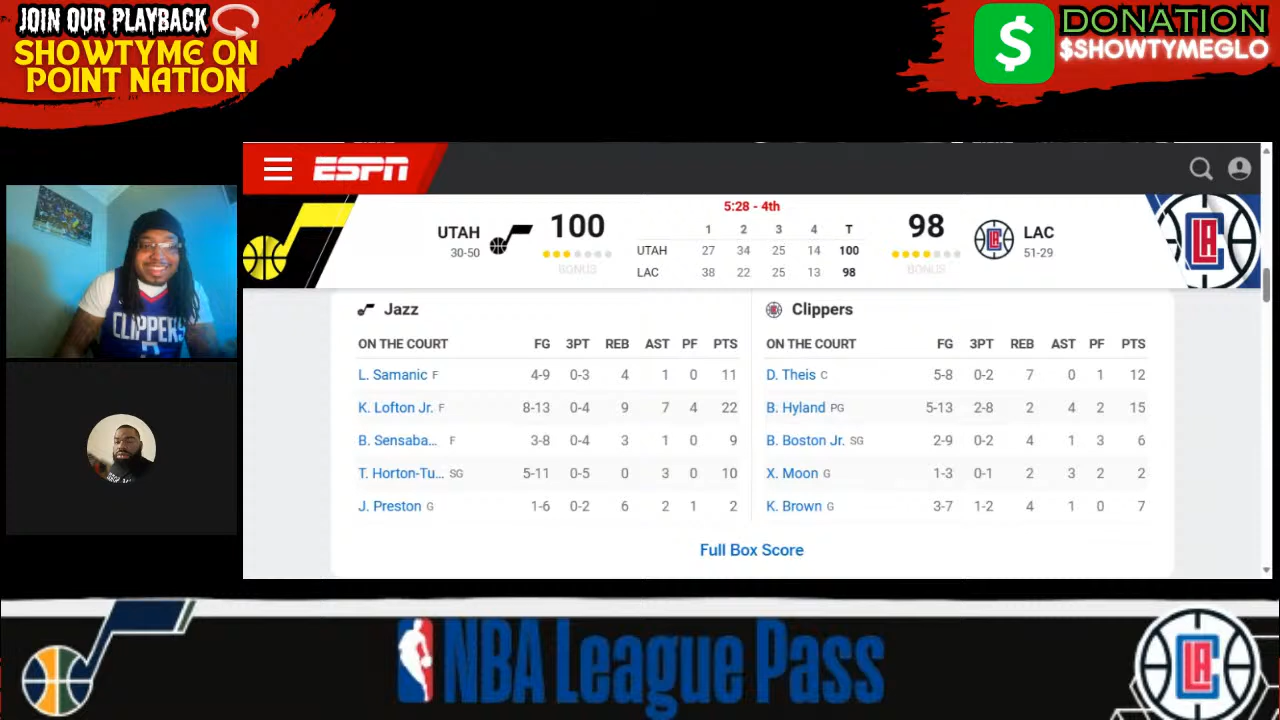 JOIN OUR PLAYBACK
SHOWTYME ON
POINT NATION
DONATION
$SHOWTYMEGLO
ESPN
5:28 - 4th
UTAH 100 98 LAC
30-50 51-29
BONUS BONUS
1 2 3 4 T
UTAH 27 34 25 14 100
LAC 38 22 25 13 98
Jazz
ON THE COURT FG 3PT REB AST PF PTS
L. Samanic F 4-9 0-3 4 1 0 11
K. Lofton Jr. F 8-13 0-4 9 7 4 22
B. Sensaba... F 3-8 0-4 3 1 0 9
T. Horton-Tu... SG 5-11 0-5 0 3 0 10
J. Preston G 1-6 0-2 6 2 1 2
Clippers
ON THE COURT FG 3PT REB AST PF PTS
D. Theis C 5-8 0-2 7 0 1 12
B. Hyland PG 5-13 2-8 2 4 2 15
B. Boston Jr. SG 2-9 0-2 4 1 3 6
X. Moon G 1-3 0-1 2 3 2 2
K. Brown G 3-7 1-2 4 1 0 7
Full Box Score
CLIPPERS
NBA League Pass